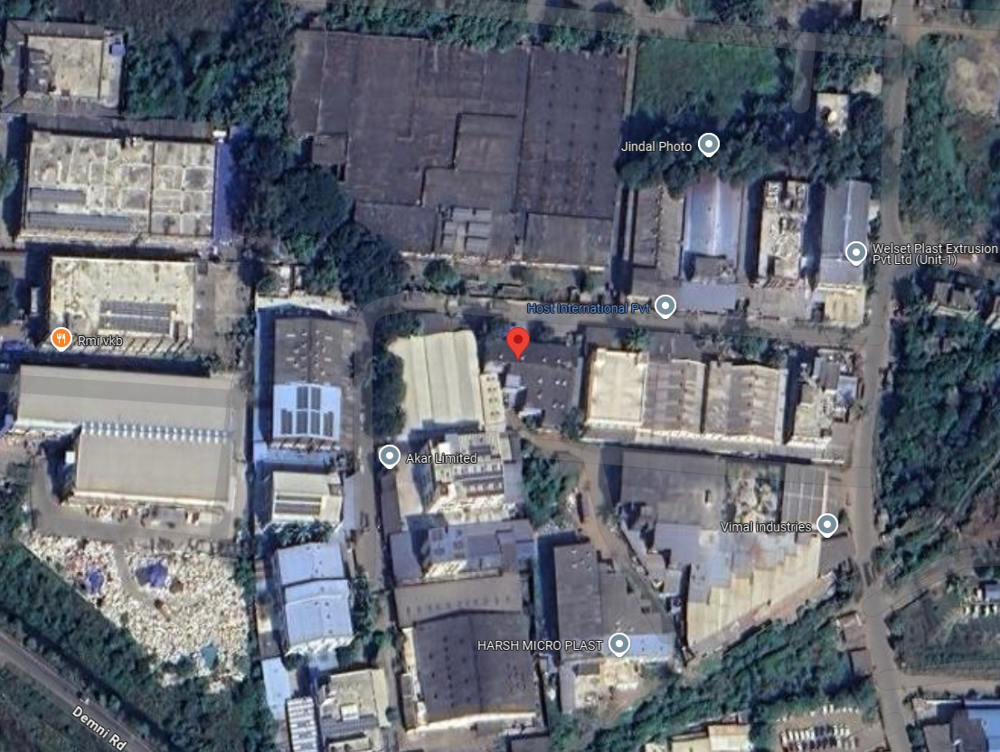 Jindal Photo
Welset Plast Extrusion
Pvt Ltd (Unit-1)
Host International Pvt
Rmi vkb
Akar Limited
Vimal industries
HARSH MICRO PLAST
Demni Rd